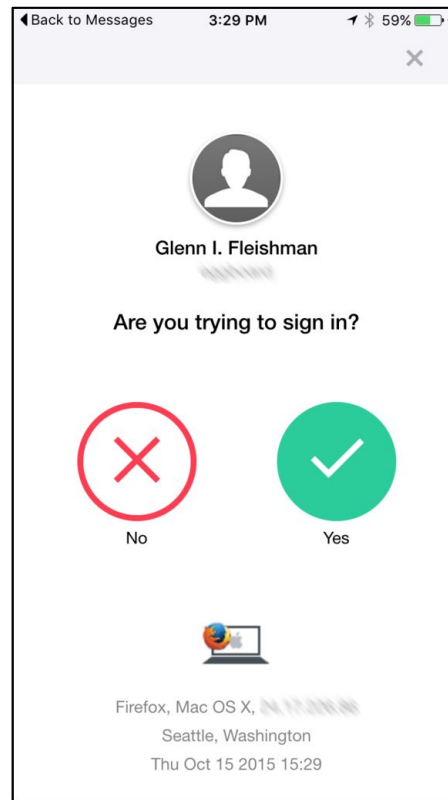 Back to Messages 3:29 PM 59%
Glenn I. Fleishman
Are you trying to sign in?
No Yes
Firefox, Mac OS X,
Seattle, Washington
Thu Oct 15 2015 15:29